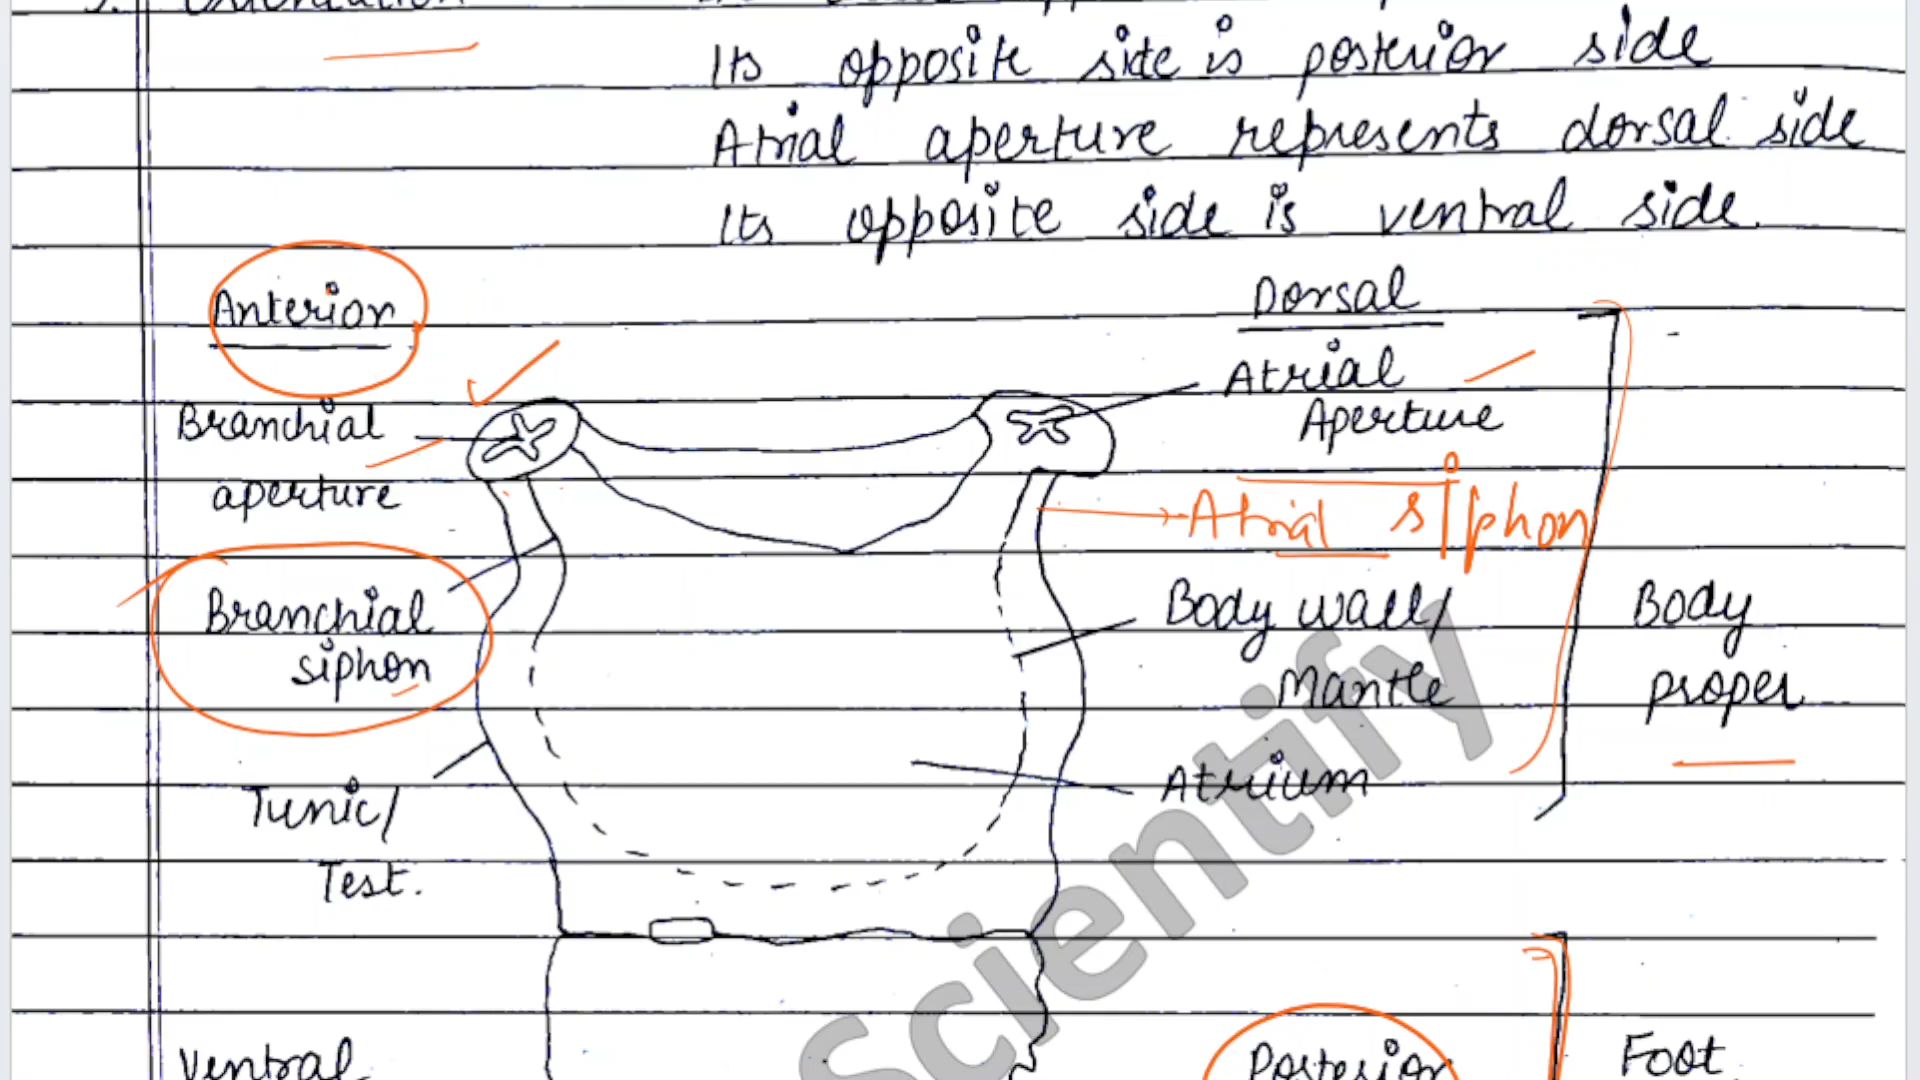 Its opposite side is posterior side
Atrial aperture represents dorsal side
Its opposite side is ventral side.
Anterior
Dorsal
Branchial
aperture
Atrial
Aperture
Atrial siphon
Branchial
siphon
Body wall/
Mantle
Body
proper
Tunic/
Test.
Atrium
Scientify
Ventral
Posterior
Foot